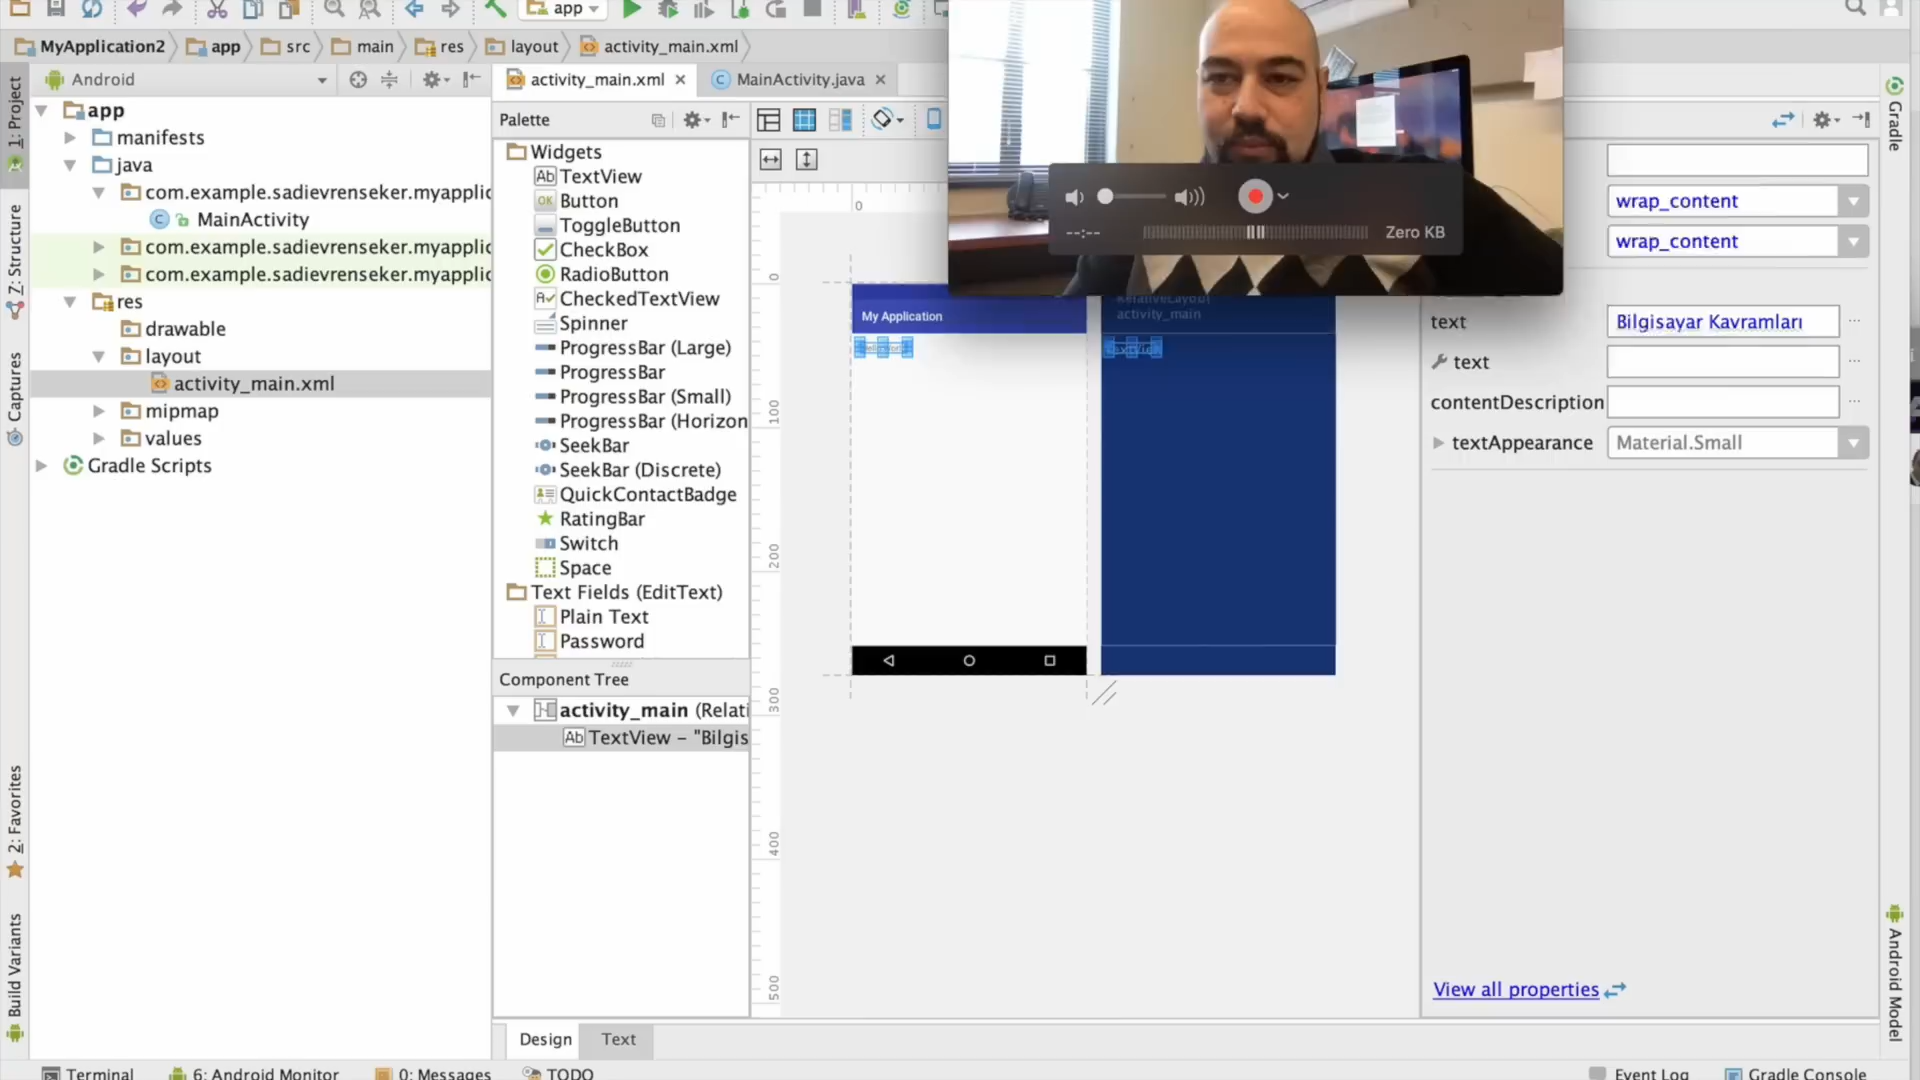 app
MyApplication2
app
src
main
res
layout
activity_main.xml
1: Project
Z: Structure
Captures
2: Favorites
Build Variants
Android
app
manifests
java
com.example.sadievrenseker.myapplic
MainActivity
com.example.sadievrenseker.myapplic
com.example.sadievrenseker.myapplic
res
drawable
layout
activity_main.xml
mipmap
values
Gradle Scripts
activity_main.xml
MainActivity.java
Palette
Widgets
Ab TextView
OK Button
ToggleButton
CheckBox
RadioButton
CheckedTextView
Spinner
ProgressBar (Large)
ProgressBar
ProgressBar (Small)
ProgressBar (Horizon
SeekBar
SeekBar (Discrete)
QuickContactBadge
RatingBar
Switch
Space
Text Fields (EditText)
Plain Text
Password
Component Tree
activity_main (Relati
Ab TextView – "Bilgis
0
0
100
200
300
400
500
My Application
RelativeLayout
activity_main
TextView
--:--
Zero KB
wrap_content
wrap_content
text
Bilgisayar Kavramları
text
contentDescription
textAppearance
Material.Small
View all properties
Gradle
Android Model
Design
Text
Terminal
6: Android Monitor
0: Messages
TODO
Event Log
Gradle Console